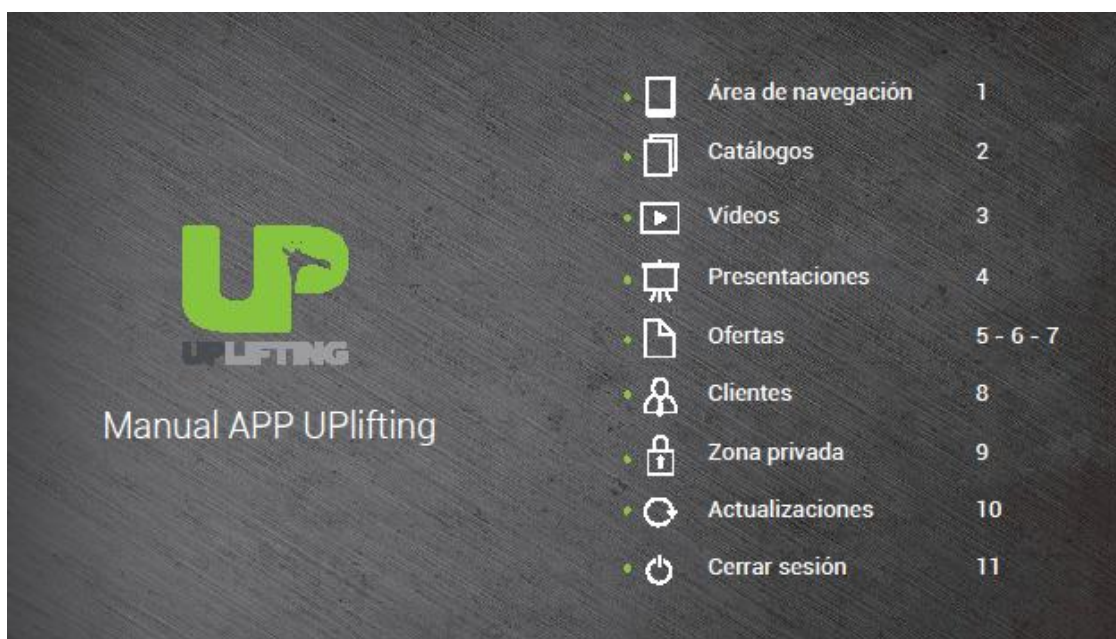 UP
UPLIFTING
Manual APP UPlifting
Área de navegación 1
Catálogos 2
Vídeos 3
Presentaciones 4
Ofertas 5 - 6 - 7
Clientes 8
Zona privada 9
Actualizaciones 10
Cerrar sesión 11